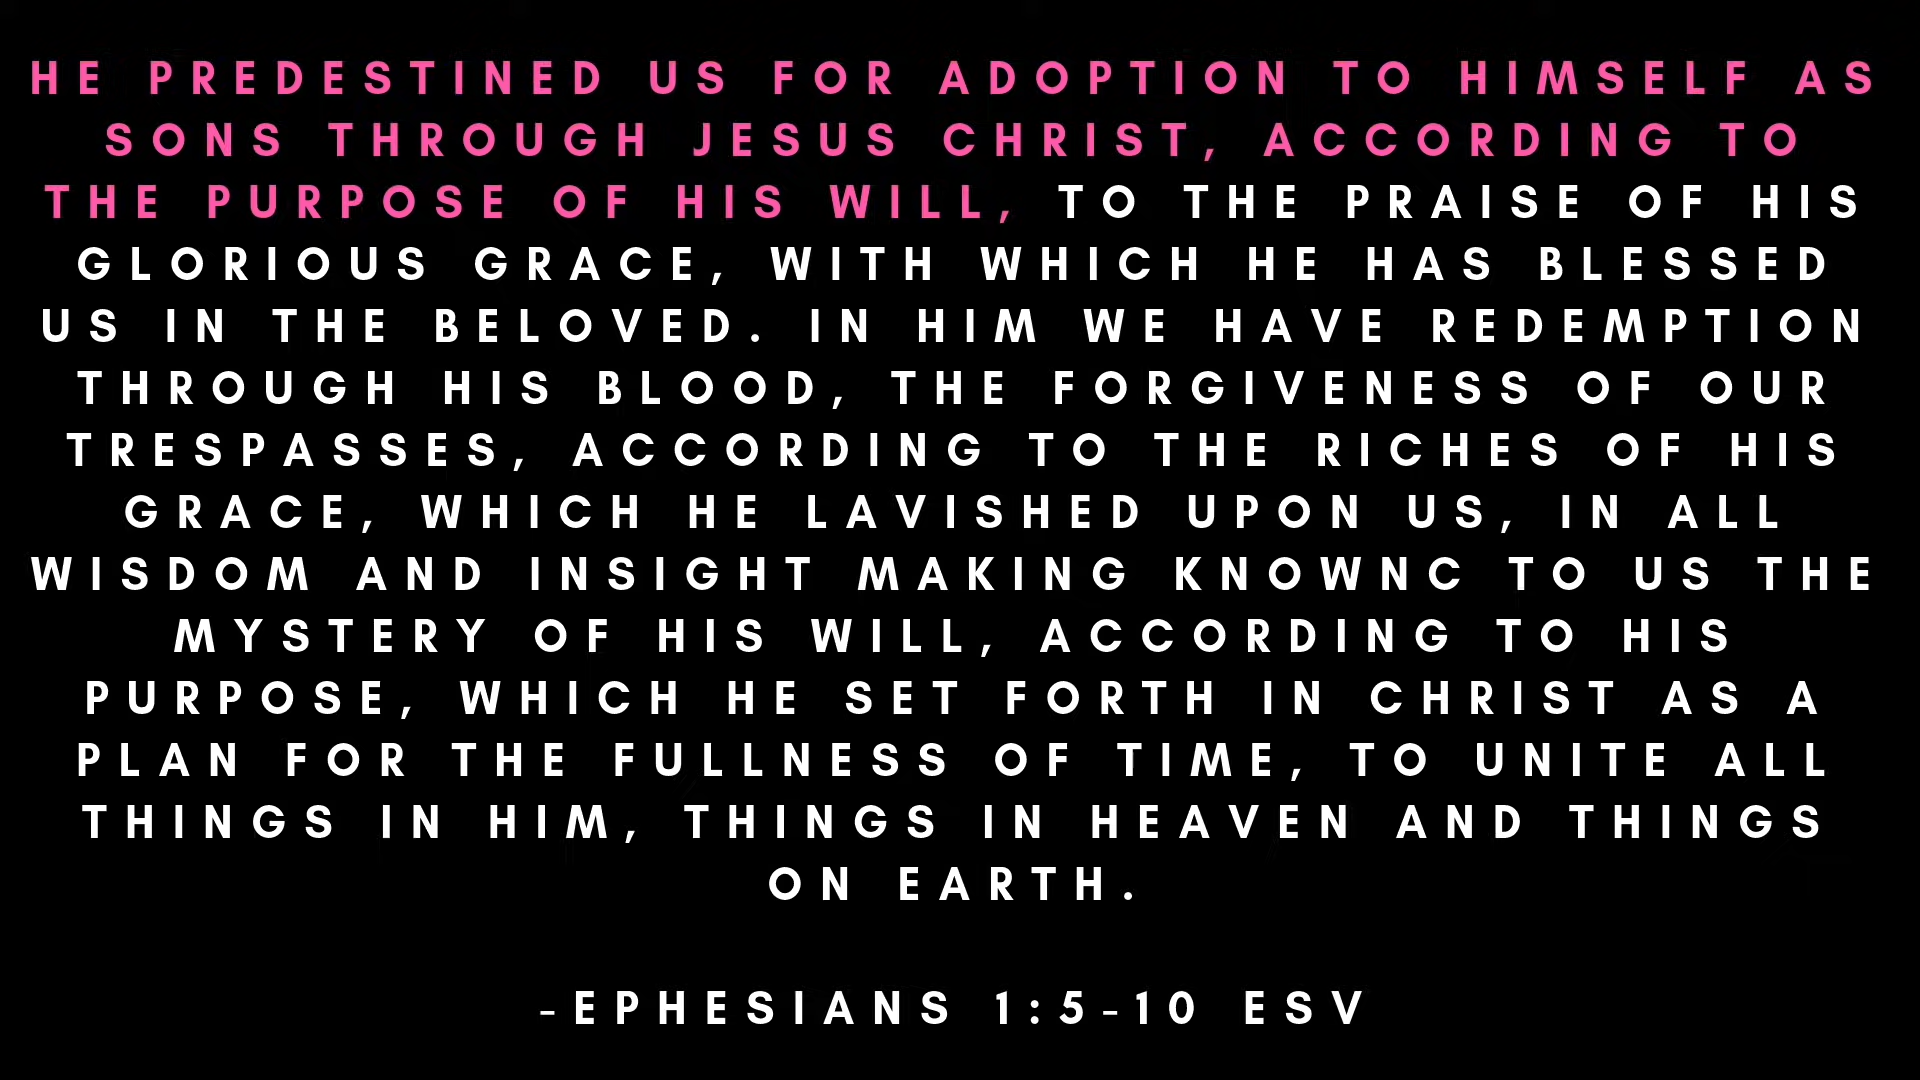 HE PREDESTINED US FOR ADOPTION TO HIMSELF AS
SONS THROUGH JESUS CHRIST, ACCORDING TO
THE PURPOSE OF HIS WILL, TO THE PRAISE OF HIS
GLORIOUS GRACE, WITH WHICH HE HAS BLESSED
US IN THE BELOVED. IN HIM WE HAVE REDEMPTION
THROUGH HIS BLOOD, THE FORGIVENESS OF OUR
TRESPASSES, ACCORDING TO THE RICHES OF HIS
GRACE, WHICH HE LAVISHED UPON US, IN ALL
WISDOM AND INSIGHT MAKING KNOWNC TO US THE
MYSTERY OF HIS WILL, ACCORDING TO HIS
PURPOSE, WHICH HE SET FORTH IN CHRIST AS A
PLAN FOR THE FULLNESS OF TIME, TO UNITE ALL
THINGS IN HIM, THINGS IN HEAVEN AND THINGS
ON EARTH.
-EPHESIANS 1:5-10 ESV